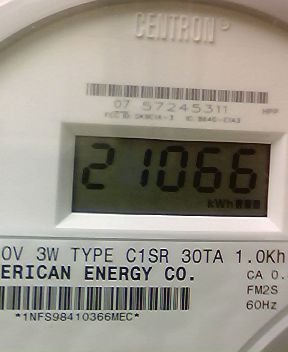 CENTRON®
07 57245311 HPP
21066
kWh
0V 3W TYPE C1SR 30TA 1.0Kh
ERICAN ENERGY CO. CA 0.
FM2S
*1NFS98410366MEC* 60Hz